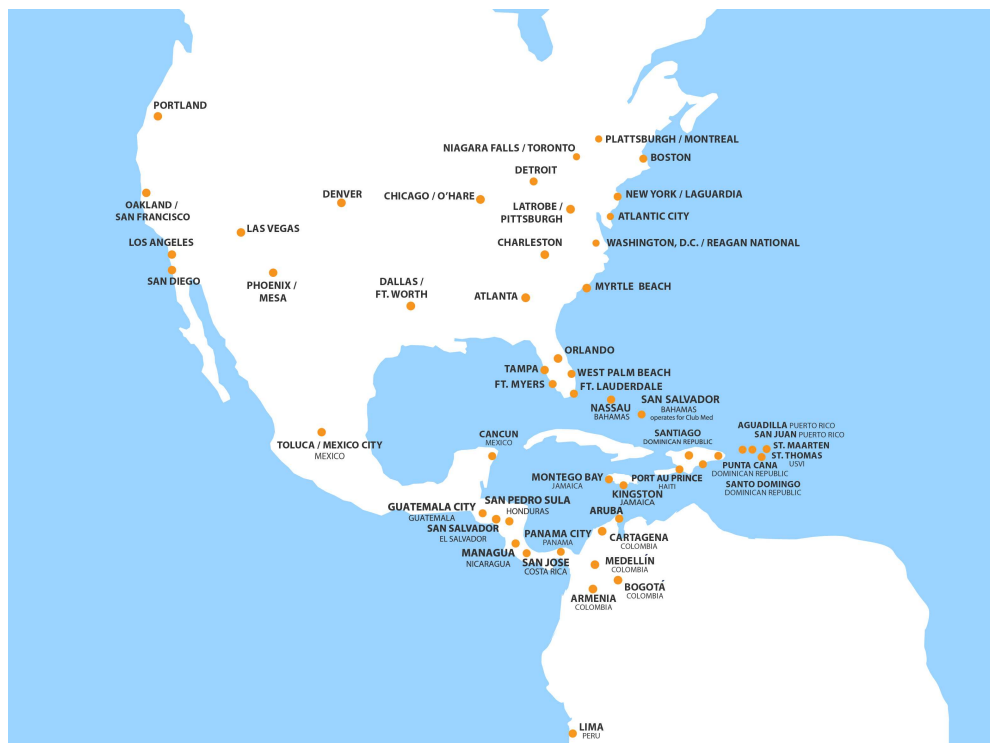 PORTLAND
PLATTSBURGH / MONTREAL
NIAGARA FALLS / TORONTO
BOSTON
DETROIT
DENVER
CHICAGO / O'HARE
NEW YORK / LAGUARDIA
OAKLAND /
SAN FRANCISCO
LATROBE /
PITTSBURGH
ATLANTIC CITY
LAS VEGAS
LOS ANGELES
CHARLESTON
WASHINGTON, D.C. / REAGAN NATIONAL
SAN DIEGO
PHOENIX /
MESA
DALLAS /
FT. WORTH
ATLANTA
MYRTLE BEACH
ORLANDO
TAMPA
WEST PALM BEACH
FT. MYERS
FT. LAUDERDALE
NASSAU
BAHAMAS
SAN SALVADOR
BAHAMAS
operates for Club Med
AGUADILLA PUERTO RICO
SAN JUAN PUERTO RICO
ST. MAARTEN
ST. THOMAS
USVI
TOLUCA / MEXICO CITY
MEXICO
CANCUN
MEXICO
SANTIAGO
DOMINICAN REPUBLIC
PUNTA CANA
DOMINICAN REPUBLIC
SANTO DOMINGO
DOMINICAN REPUBLIC
MONTEGO BAY
JAMAICA
PORT AU PRINCE
HAITI
KINGSTON
JAMAICA
GUATEMALA CITY
GUATEMALA
SAN PEDRO SULA
HONDURAS
ARUBA
SAN SALVADOR
EL SALVADOR
PANAMA CITY
PANAMA
CARTAGENA
COLOMBIA
MANAGUA
NICARAGUA
SAN JOSE
COSTA RICA
MEDELLÍN
COLOMBIA
BOGOTÁ
COLOMBIA
ARMENIA
COLOMBIA
LIMA
PERU